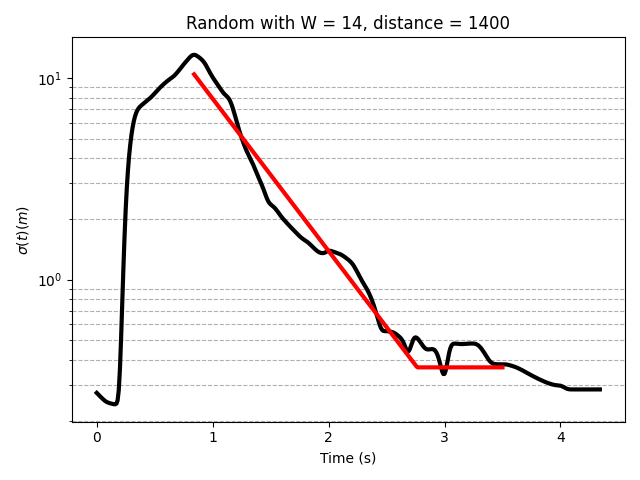 Random with W = 14, distance = 1400
σ(t)(m)
10¹
10⁰
0 1 2 3 4
Time (s)